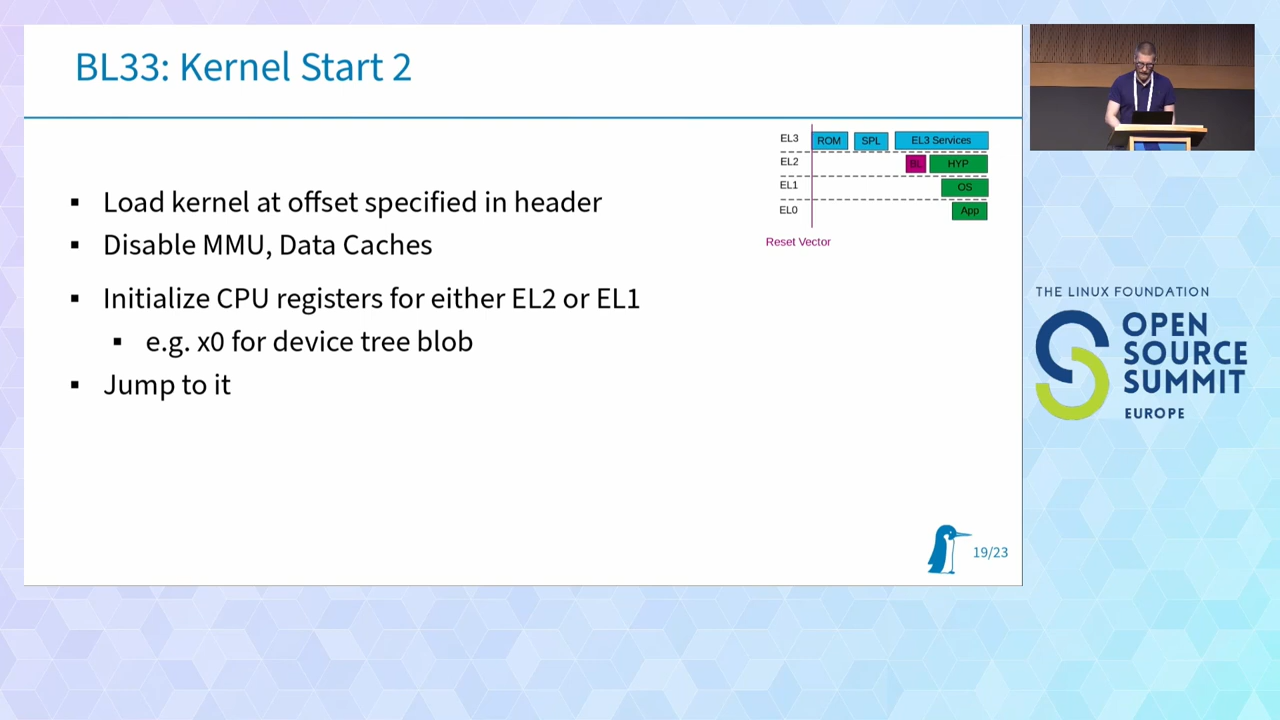 BL33: Kernel Start 2
▪ Load kernel at offset specified in header
▪ Disable MMU, Data Caches
▪ Initialize CPU registers for either EL2 or EL1
▪ e.g. x0 for device tree blob
▪ Jump to it
EL3 ROM SPL EL3 Services
EL2 BL HYP
EL1 OS
EL0 App
Reset Vector
19/23
THE LINUX FOUNDATION
OPEN
SOURCE
SUMMIT
EUROPE